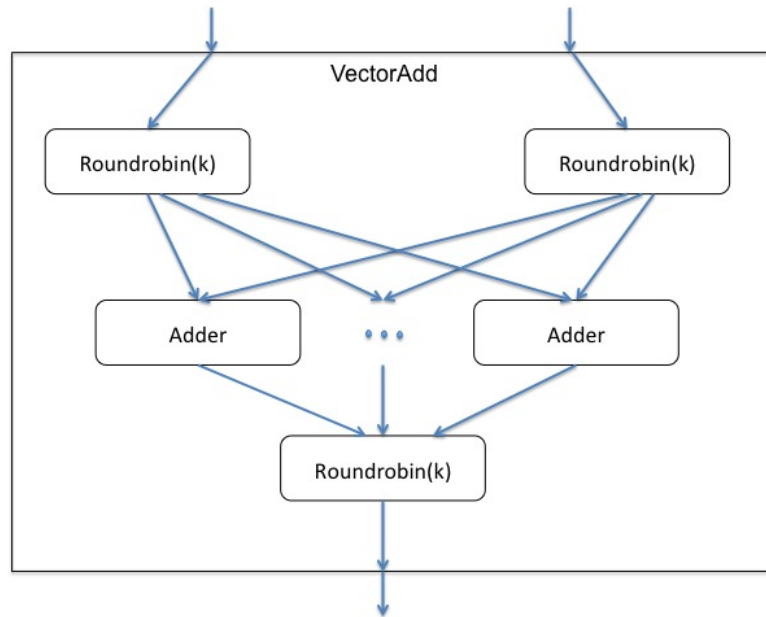 VectorAdd
Roundrobin(k)
Roundrobin(k)
Adder
...
Adder
Roundrobin(k)